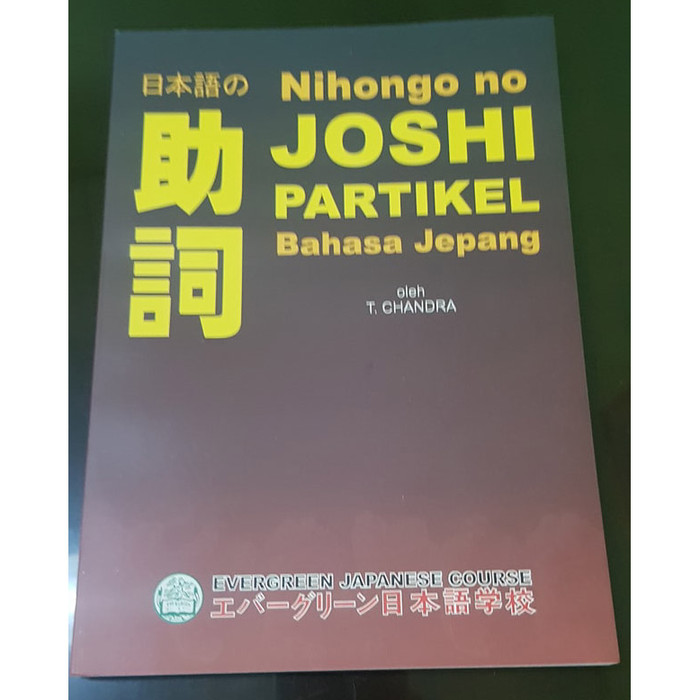 日本語の
助詞
Nihongo no
JOSHI
PARTIKEL
Bahasa Jepang
oleh
T. CHANDRA
EVERGREEN JAPANESE COURSE
エバーグリーン日本語学校